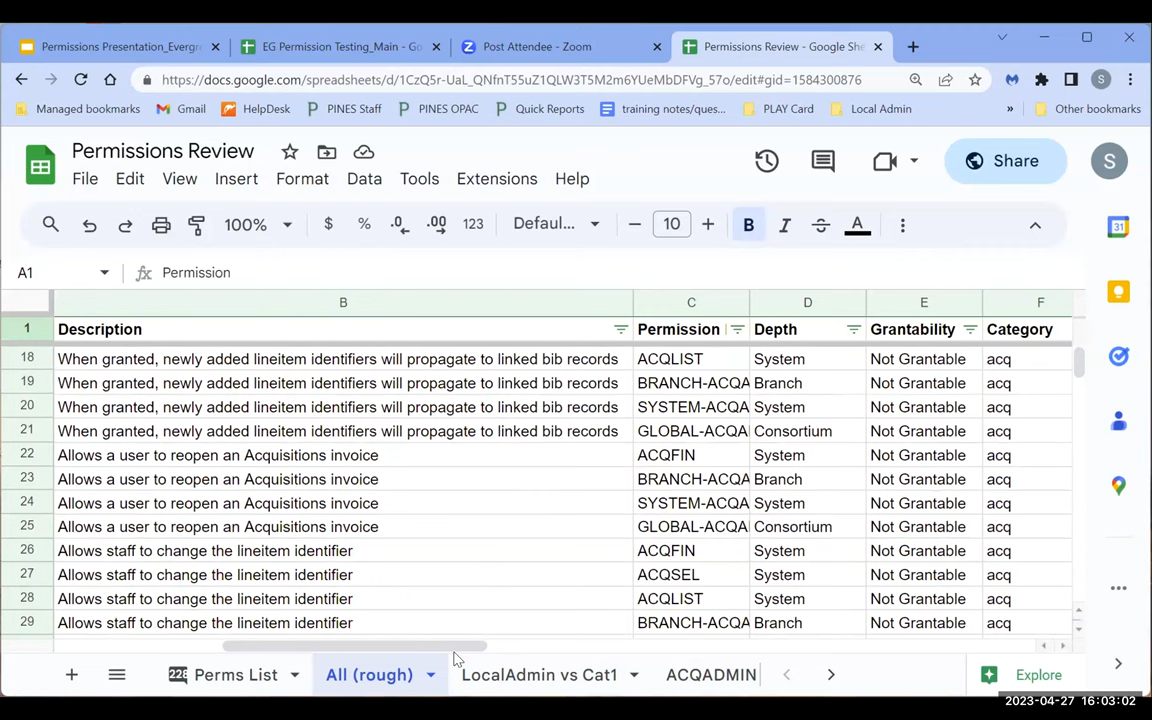 Permissions Presentation_Evergr
EG Permission Testing_Main - Go
Post Attendee - Zoom
Permissions Review - Google She
https://docs.google.com/spreadsheets/d/1CzQ5r-UaL_QNfnT55uZ1QLW3T5M2m6YUeMbDFVg_57o/edit#gid=1584300876
S
Managed bookmarks
Gmail
HelpDesk
PINES Staff
PINES OPAC
Quick Reports
training notes/ques...
PLAY Card
Local Admin
»
Other bookmarks
Permissions Review
Share
S
File Edit View Insert Format Data Tools Extensions Help
100% $ % .0 .00 123 Defaul... 10 B I S A
31
A1 fx Permission
B C D E F
1 Description Permission Depth Grantability Category
18 When granted, newly added lineitem identifiers will propagate to linked bib records ACQLIST System Not Grantable acq
19 When granted, newly added lineitem identifiers will propagate to linked bib records BRANCH-ACQA Branch Not Grantable acq
20 When granted, newly added lineitem identifiers will propagate to linked bib records SYSTEM-ACQA System Not Grantable acq
21 When granted, newly added lineitem identifiers will propagate to linked bib records GLOBAL-ACQA Consortium Not Grantable acq
22 Allows a user to reopen an Acquisitions invoice ACQFIN System Not Grantable acq
23 Allows a user to reopen an Acquisitions invoice BRANCH-ACQA Branch Not Grantable acq
24 Allows a user to reopen an Acquisitions invoice SYSTEM-ACQA System Not Grantable acq
25 Allows a user to reopen an Acquisitions invoice GLOBAL-ACQA Consortium Not Grantable acq
26 Allows staff to change the lineitem identifier ACQFIN System Not Grantable acq
27 Allows staff to change the lineitem identifier ACQSEL System Not Grantable acq
28 Allows staff to change the lineitem identifier ACQLIST System Not Grantable acq
29 Allows staff to change the lineitem identifier BRANCH-ACQA Branch Not Grantable acq
228 Perms List All (rough) LocalAdmin vs Cat1 ACQADMIN Explore
2023-04-27 16:03:02